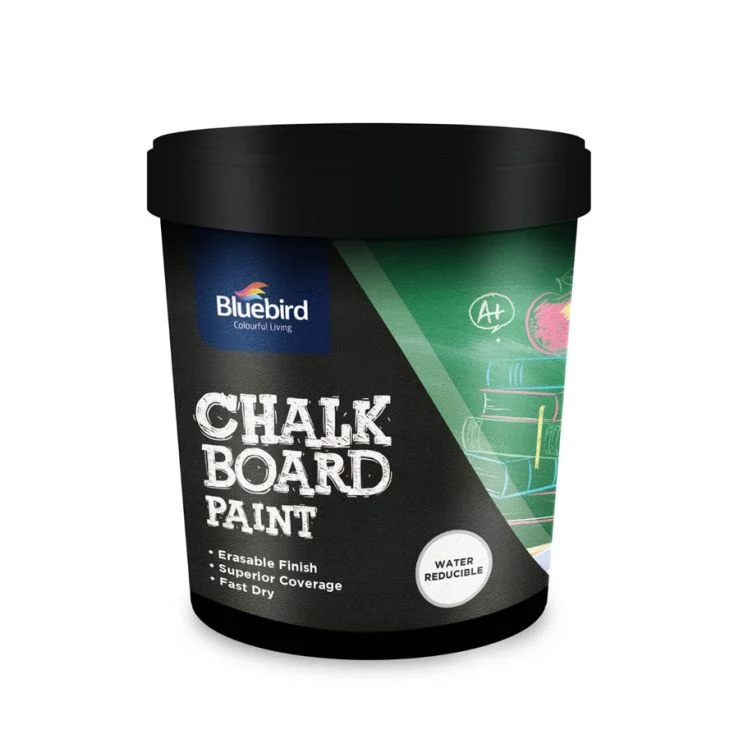 Bluebird
Colourful Living
A+
CHALK
BOARD
PAINT
• Erasable Finish
• Superior Coverage
• Fast Dry
WATER
REDUCIBLE